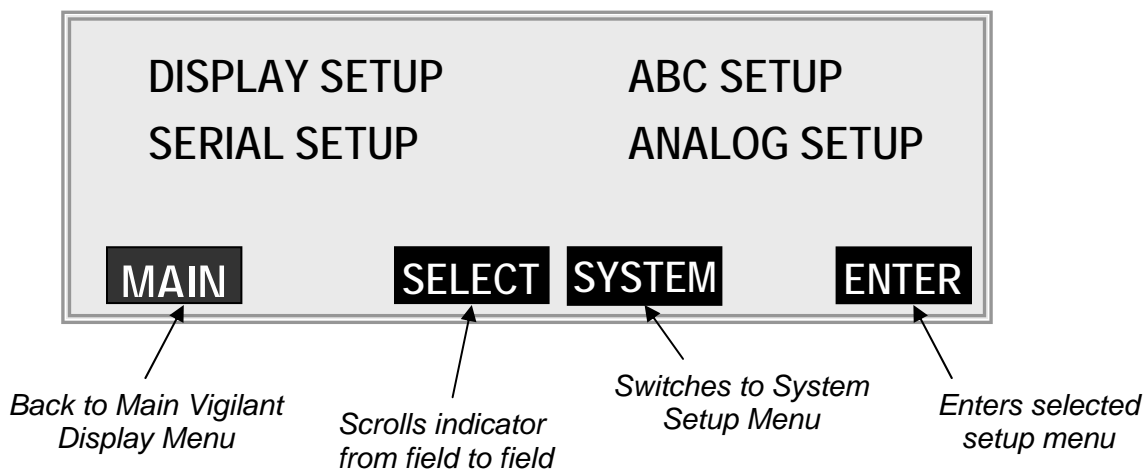 DISPLAY SETUP ABC SETUP
SERIAL SETUP ANALOG SETUP
MAIN SELECT SYSTEM ENTER
Back to Main Vigilant
Display Menu
Scrolls indicator
from field to field
Switches to System
Setup Menu
Enters selected
setup menu